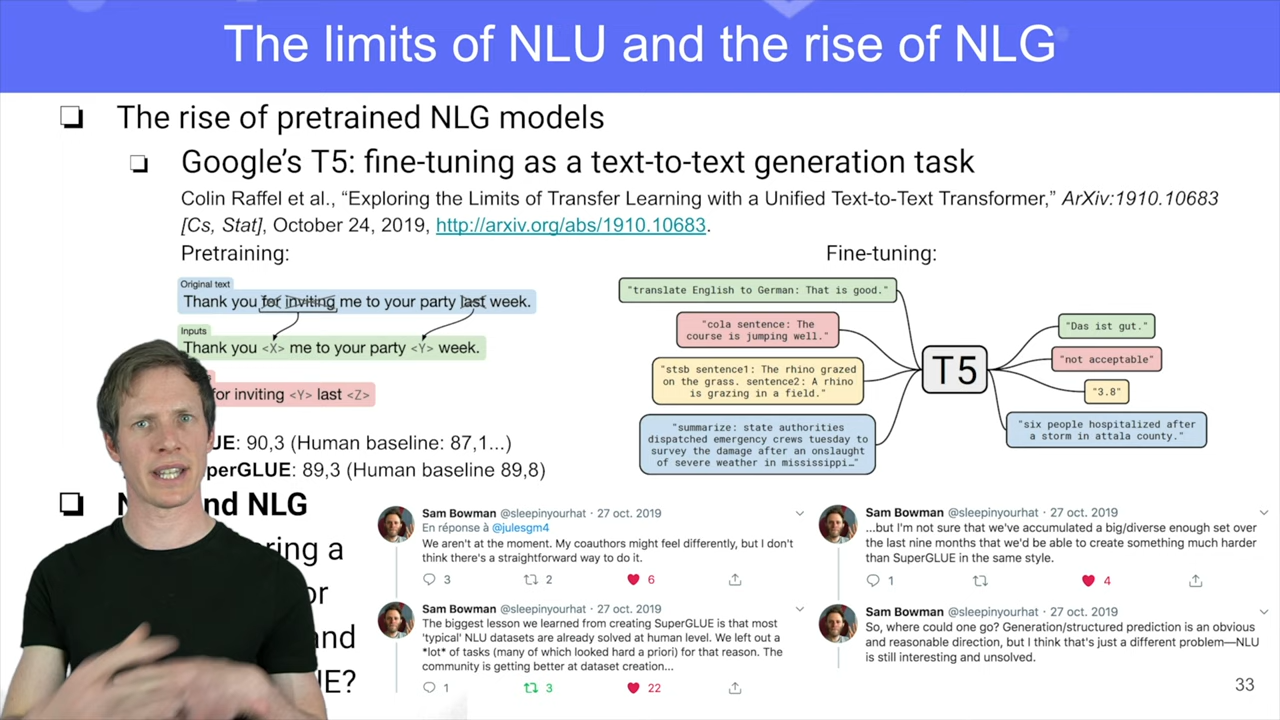 The limits of NLU and the rise of NLG
❏ The rise of pretrained NLG models
❏ Google's T5: fine-tuning as a text-to-text generation task
Colin Raffel et al., “Exploring the Limits of Transfer Learning with a Unified Text-to-Text Transformer,” ArXiv:1910.10683
[Cs, Stat], October 24, 2019, http://arxiv.org/abs/1910.10683.
Pretraining:
Original text
Thank you for inviting me to your party last week.
Inputs
Thank you <X> me to your party <Y> week.
for inviting <Y> last <Z>
UE: 90,3 (Human baseline: 87,1...)
perGLUE: 89,3 (Human baseline 89,8)
Fine-tuning:
"translate English to German: That is good."
"cola sentence: The
course is jumping well."
"stsb sentence1: The rhino grazed
on the grass. sentence2: A rhino
is grazing in a field."
"summarize: state authorities
dispatched emergency crews tuesday to
survey the damage after an onslaught
of severe weather in mississippi…"
T5
"Das ist gut."
"not acceptable"
"3.8"
"six people hospitalized after
a storm in attala county."
❏ N nd NLG
ring a
or
and
E?
Sam Bowman @sleepinyourhat · 27 oct. 2019
En réponse à @julesgm4
We aren't at the moment. My coauthors might feel differently, but I don't
think there's a straightforward way to do it.
3 2 6
Sam Bowman @sleepinyourhat · 27 oct. 2019
The biggest lesson we learned from creating SuperGLUE is that most
'typical' NLU datasets are already solved at human level. We left out a
*lot* of tasks (many of which looked hard a priori) for that reason. The
community is getting better at dataset creation...
1 3 22
Sam Bowman @sleepinyourhat · 27 oct. 2019
...but I'm not sure that we've accumulated a big/diverse enough set over
the last nine months that we'd be able to create something much harder
than SuperGLUE in the same style.
1 4
Sam Bowman @sleepinyourhat · 27 oct. 2019
So, where could one go? Generation/structured prediction is an obvious
and reasonable direction, but I think that's just a different problem—NLU
is still interesting and unsolved.
33